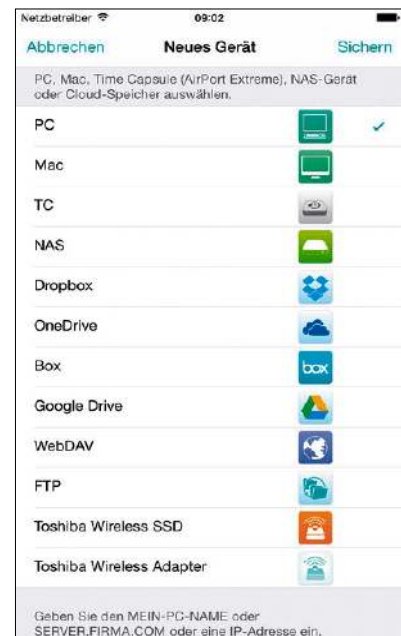 Netzbetreiber 09:02
Abbrechen Neues Gerät Sichern
PC, Mac, Time Capsule (AirPort Extreme), NAS-Gerät
oder Cloud-Speicher auswählen.
PC
Mac
TC
NAS
Dropbox
OneDrive
Box box
Google Drive
WebDAV
FTP
Toshiba Wireless SSD
Toshiba Wireless Adapter
Geben Sie den MEIN-PC-NAME oder
SERVER.FIRMA.COM oder eine IP-Adresse ein.